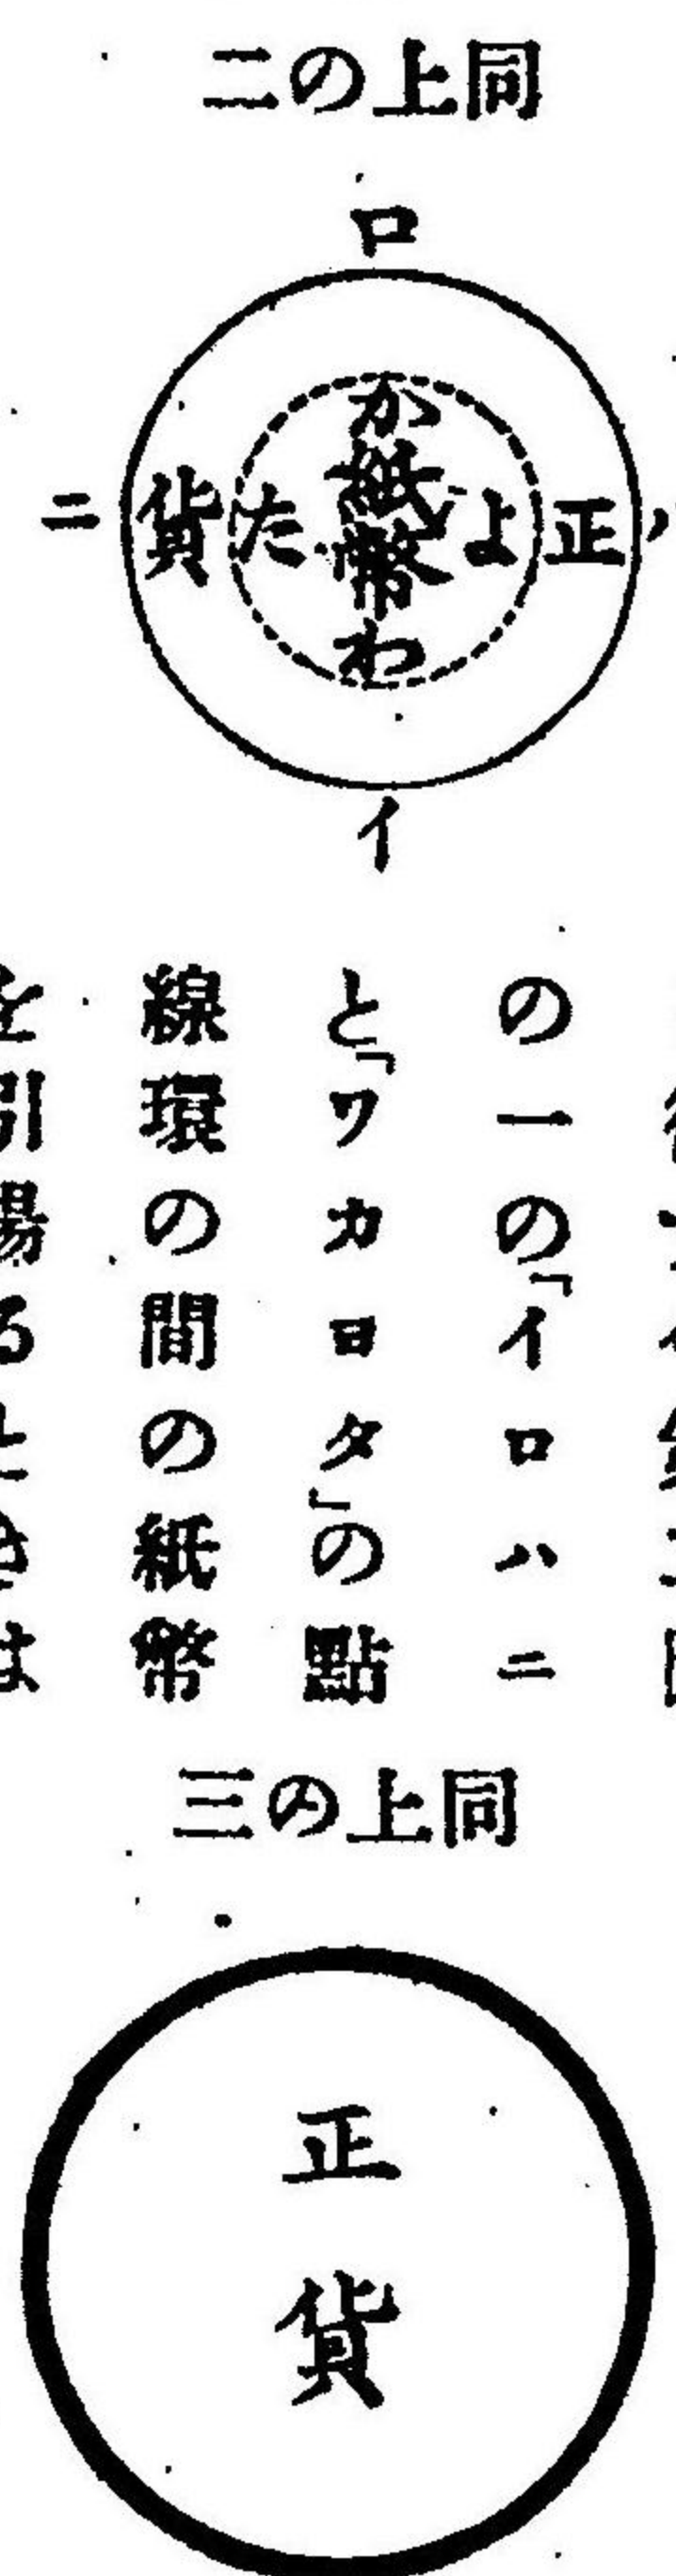 同上の二
ロ
か
紙幣
ニ 貨 た よ 正 ハ
わ
イ
の一の「イロハニ
と「ワカヨタ」の點
線環の間の紙幣
を引揚るときは
同上の三
正貨